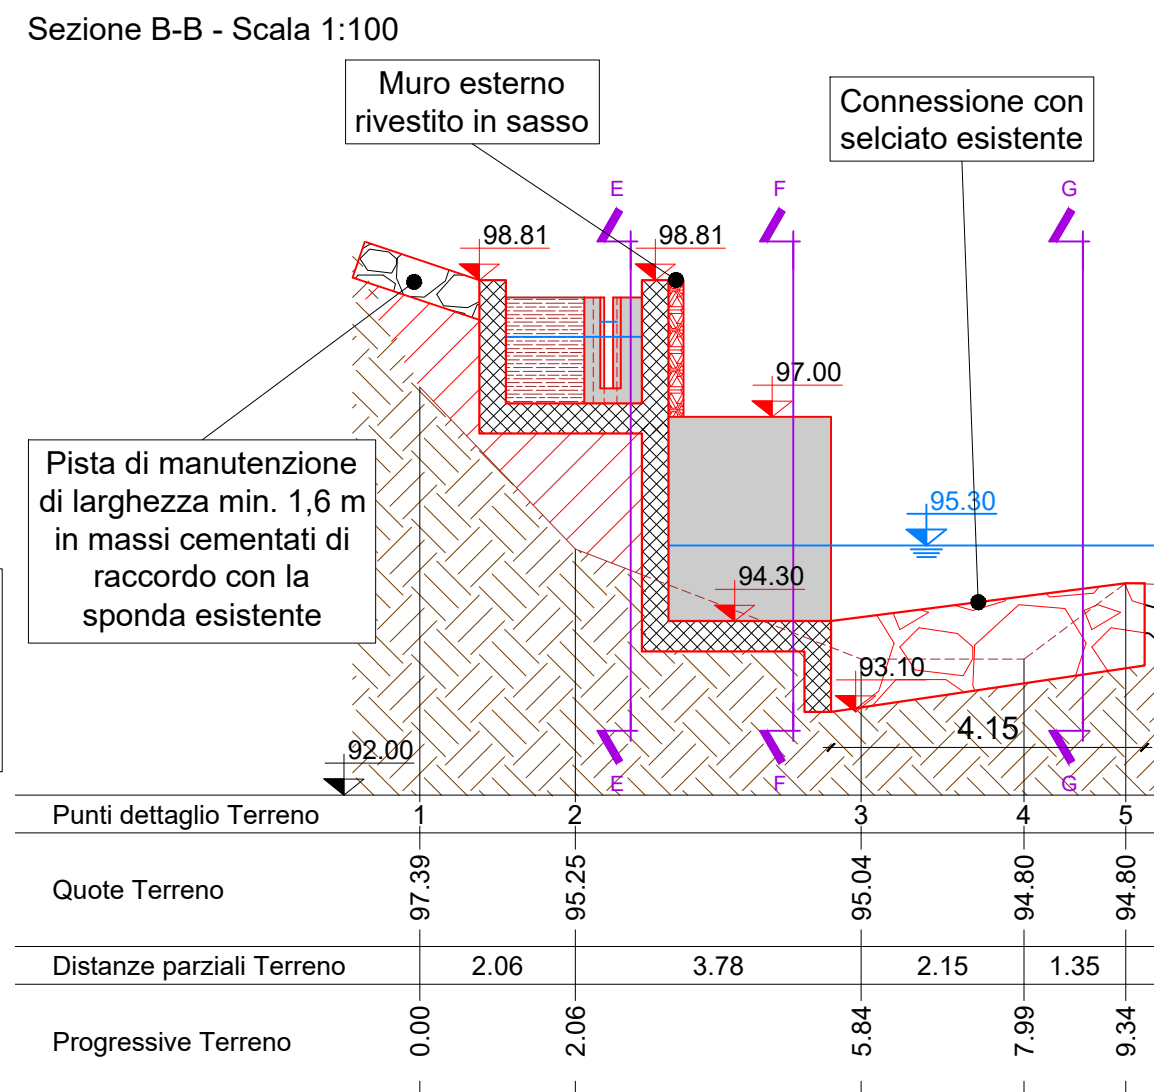 Sezione B-B - Scala 1:100
Muro esterno
rivestito in sasso
Connessione con
selciato esistente
E
F
G
98.81
98.81
97.00
Pista di manutenzione
di larghezza min. 1,6 m
in massi cementati di
raccordo con la
sponda esistente
95.30
94.30
93.10
4.15
92.00
E
F
G
Punti dettaglio Terreno
1
2
3
4
5
Quote Terreno
97.39
95.25
95.04
94.80
94.80
Distanze parziali Terreno
2.06
3.78
2.15
1.35
Progressive Terreno
0.00
2.06
5.84
7.99
9.34